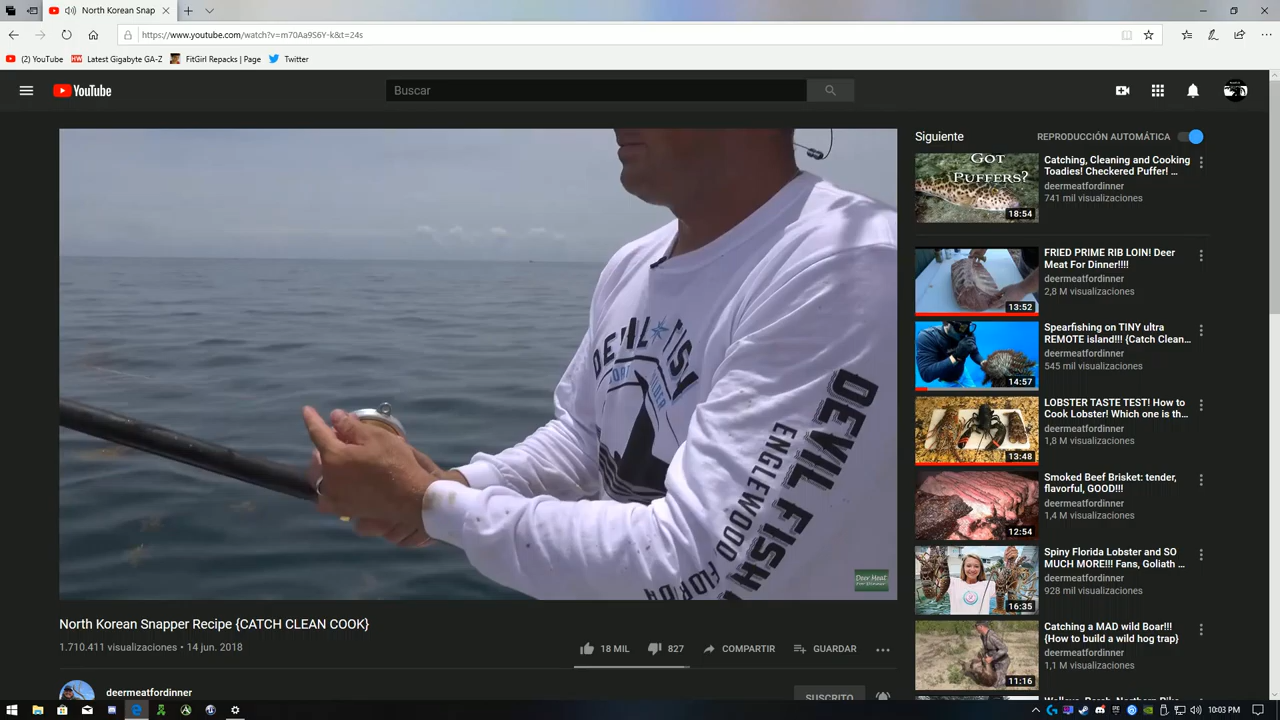 North Korean Snap
https://www.youtube.com/watch?v=m70Aa9S6Y-k&t=24s
(2) YouTube
Latest Gigabyte GA-Z
FitGirl Repacks | Page
Twitter
YouTube
Buscar
DEVIL FISH
DEVIL FISH
ENGLEWOOD
FLORIDA
Deer Meat
For Dinner
North Korean Snapper Recipe {CATCH CLEAN COOK}
1.710.411 visualizaciones • 14 jun. 2018
18 MIL
827
COMPARTIR
GUARDAR
deermeatfordinner
SUSCRITO
Siguiente
REPRODUCCIÓN AUTOMÁTICA
GOT
PUFFERS?
18:54
Catching, Cleaning and Cooking
Toadies! Checkered Puffer! ...
deermeatfordinner
741 mil visualizaciones
13:52
FRIED PRIME RIB LOIN! Deer
Meat For Dinner!!!!
deermeatfordinner
2,8 M visualizaciones
14:57
Spearfishing on TINY ultra
REMOTE island!!! {Catch Clean...
deermeatfordinner
545 mil visualizaciones
13:48
LOBSTER TASTE TEST! How to
Cook Lobster! Which one is th...
deermeatfordinner
1,8 M visualizaciones
12:54
Smoked Beef Brisket: tender,
flavorful, GOOD!!!
deermeatfordinner
1,4 M visualizaciones
16:35
Spiny Florida Lobster and SO
MUCH MORE!!! Fans, Goliath ...
deermeatfordinner
928 mil visualizaciones
11:16
Catching a MAD wild Boar!!!
{How to build a wild hog trap}
deermeatfordinner
1,1 M visualizaciones
10:03 PM